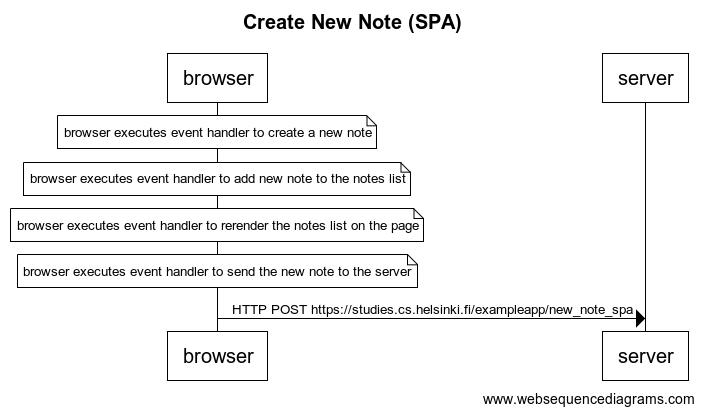 Create New Note (SPA)
browser
server
browser executes event handler to create a new note
browser executes event handler to add new note to the notes list
browser executes event handler to rerender the notes list on the page
browser executes event handler to send the new note to the server
HTTP POST https://studies.cs.helsinki.fi/exampleapp/new_note_spa
browser
server
www.websequencediagrams.com